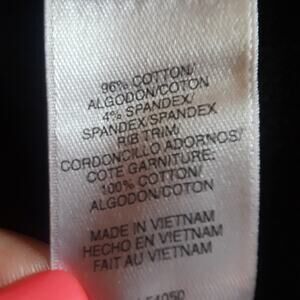 96% COTTON/
ALGODON/COTON
4% SPANDEX/
SPANDEX/SPANDEX
RIB TRIM/
CORDONCILLO ADORNOS/
COTE GARNITURE:
100% COTTON/
ALGODON/COTON
MADE IN VIETNAM
HECHO EN VIETNAM
FAIT AU VIETNAM